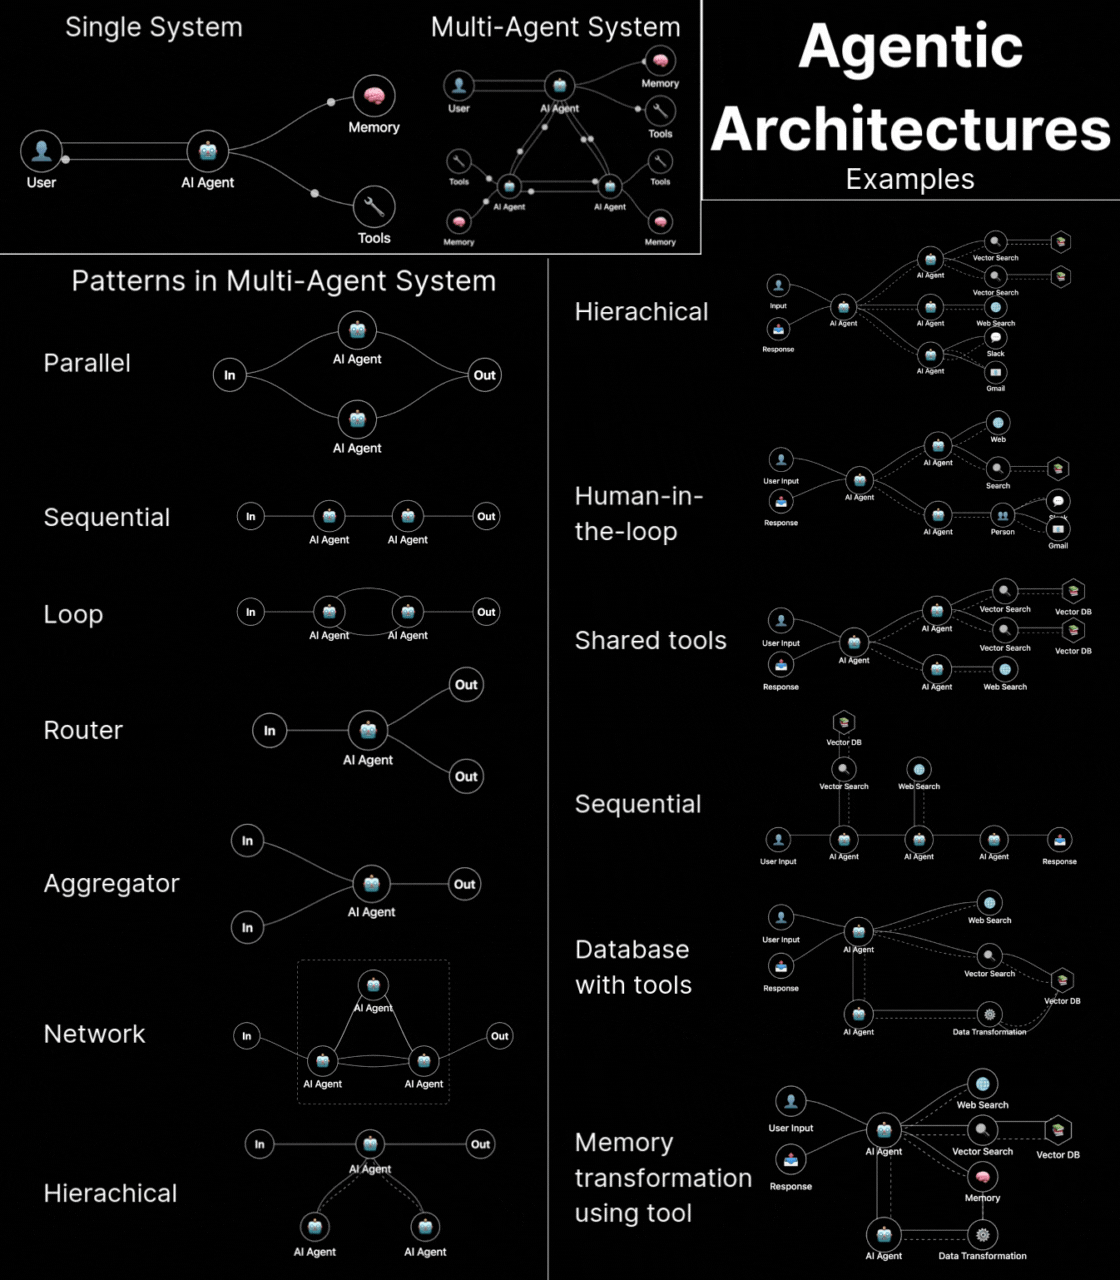 Single System
User
AI Agent
Memory
Tools
Multi-Agent System
User
AI Agent
Memory
Tools
Tools
AI Agent
Memory
AI Agent
Tools
Memory
Agentic
Architectures
Examples
Patterns in Multi-Agent System
Parallel
In
AI Agent
AI Agent
Out
Sequential
In
AI Agent
AI Agent
Out
Loop
In
AI Agent
AI Agent
Out
Router
In
AI Agent
Out
Out
Aggregator
In
In
AI Agent
Out
Network
In
AI Agent
AI Agent
AI Agent
Out
Hierachical
In
AI Agent
Out
AI Agent
AI Agent
Hierachical
Input
Response
AI Agent
AI Agent
Vector Search
Vector Search
AI Agent
Web Search
AI Agent
Slack
Gmail
Human-in-
the-loop
User Input
Response
AI Agent
AI Agent
Web
Search
AI Agent
Person
Slack
Gmail
Shared tools
User Input
Response
AI Agent
AI Agent
Vector Search
Vector DB
Vector Search
Vector DB
AI Agent
Web Search
Sequential
Vector DB
Vector Search
Web Search
User Input
AI Agent
AI Agent
AI Agent
Response
Database
with tools
User Input
Response
AI Agent
Web Search
Vector Search
Vector DB
AI Agent
Data Transformation
Memory
transformation
using tool
User Input
Response
AI Agent
Web Search
Vector Search
Vector DB
Memory
AI Agent
Data Transformation